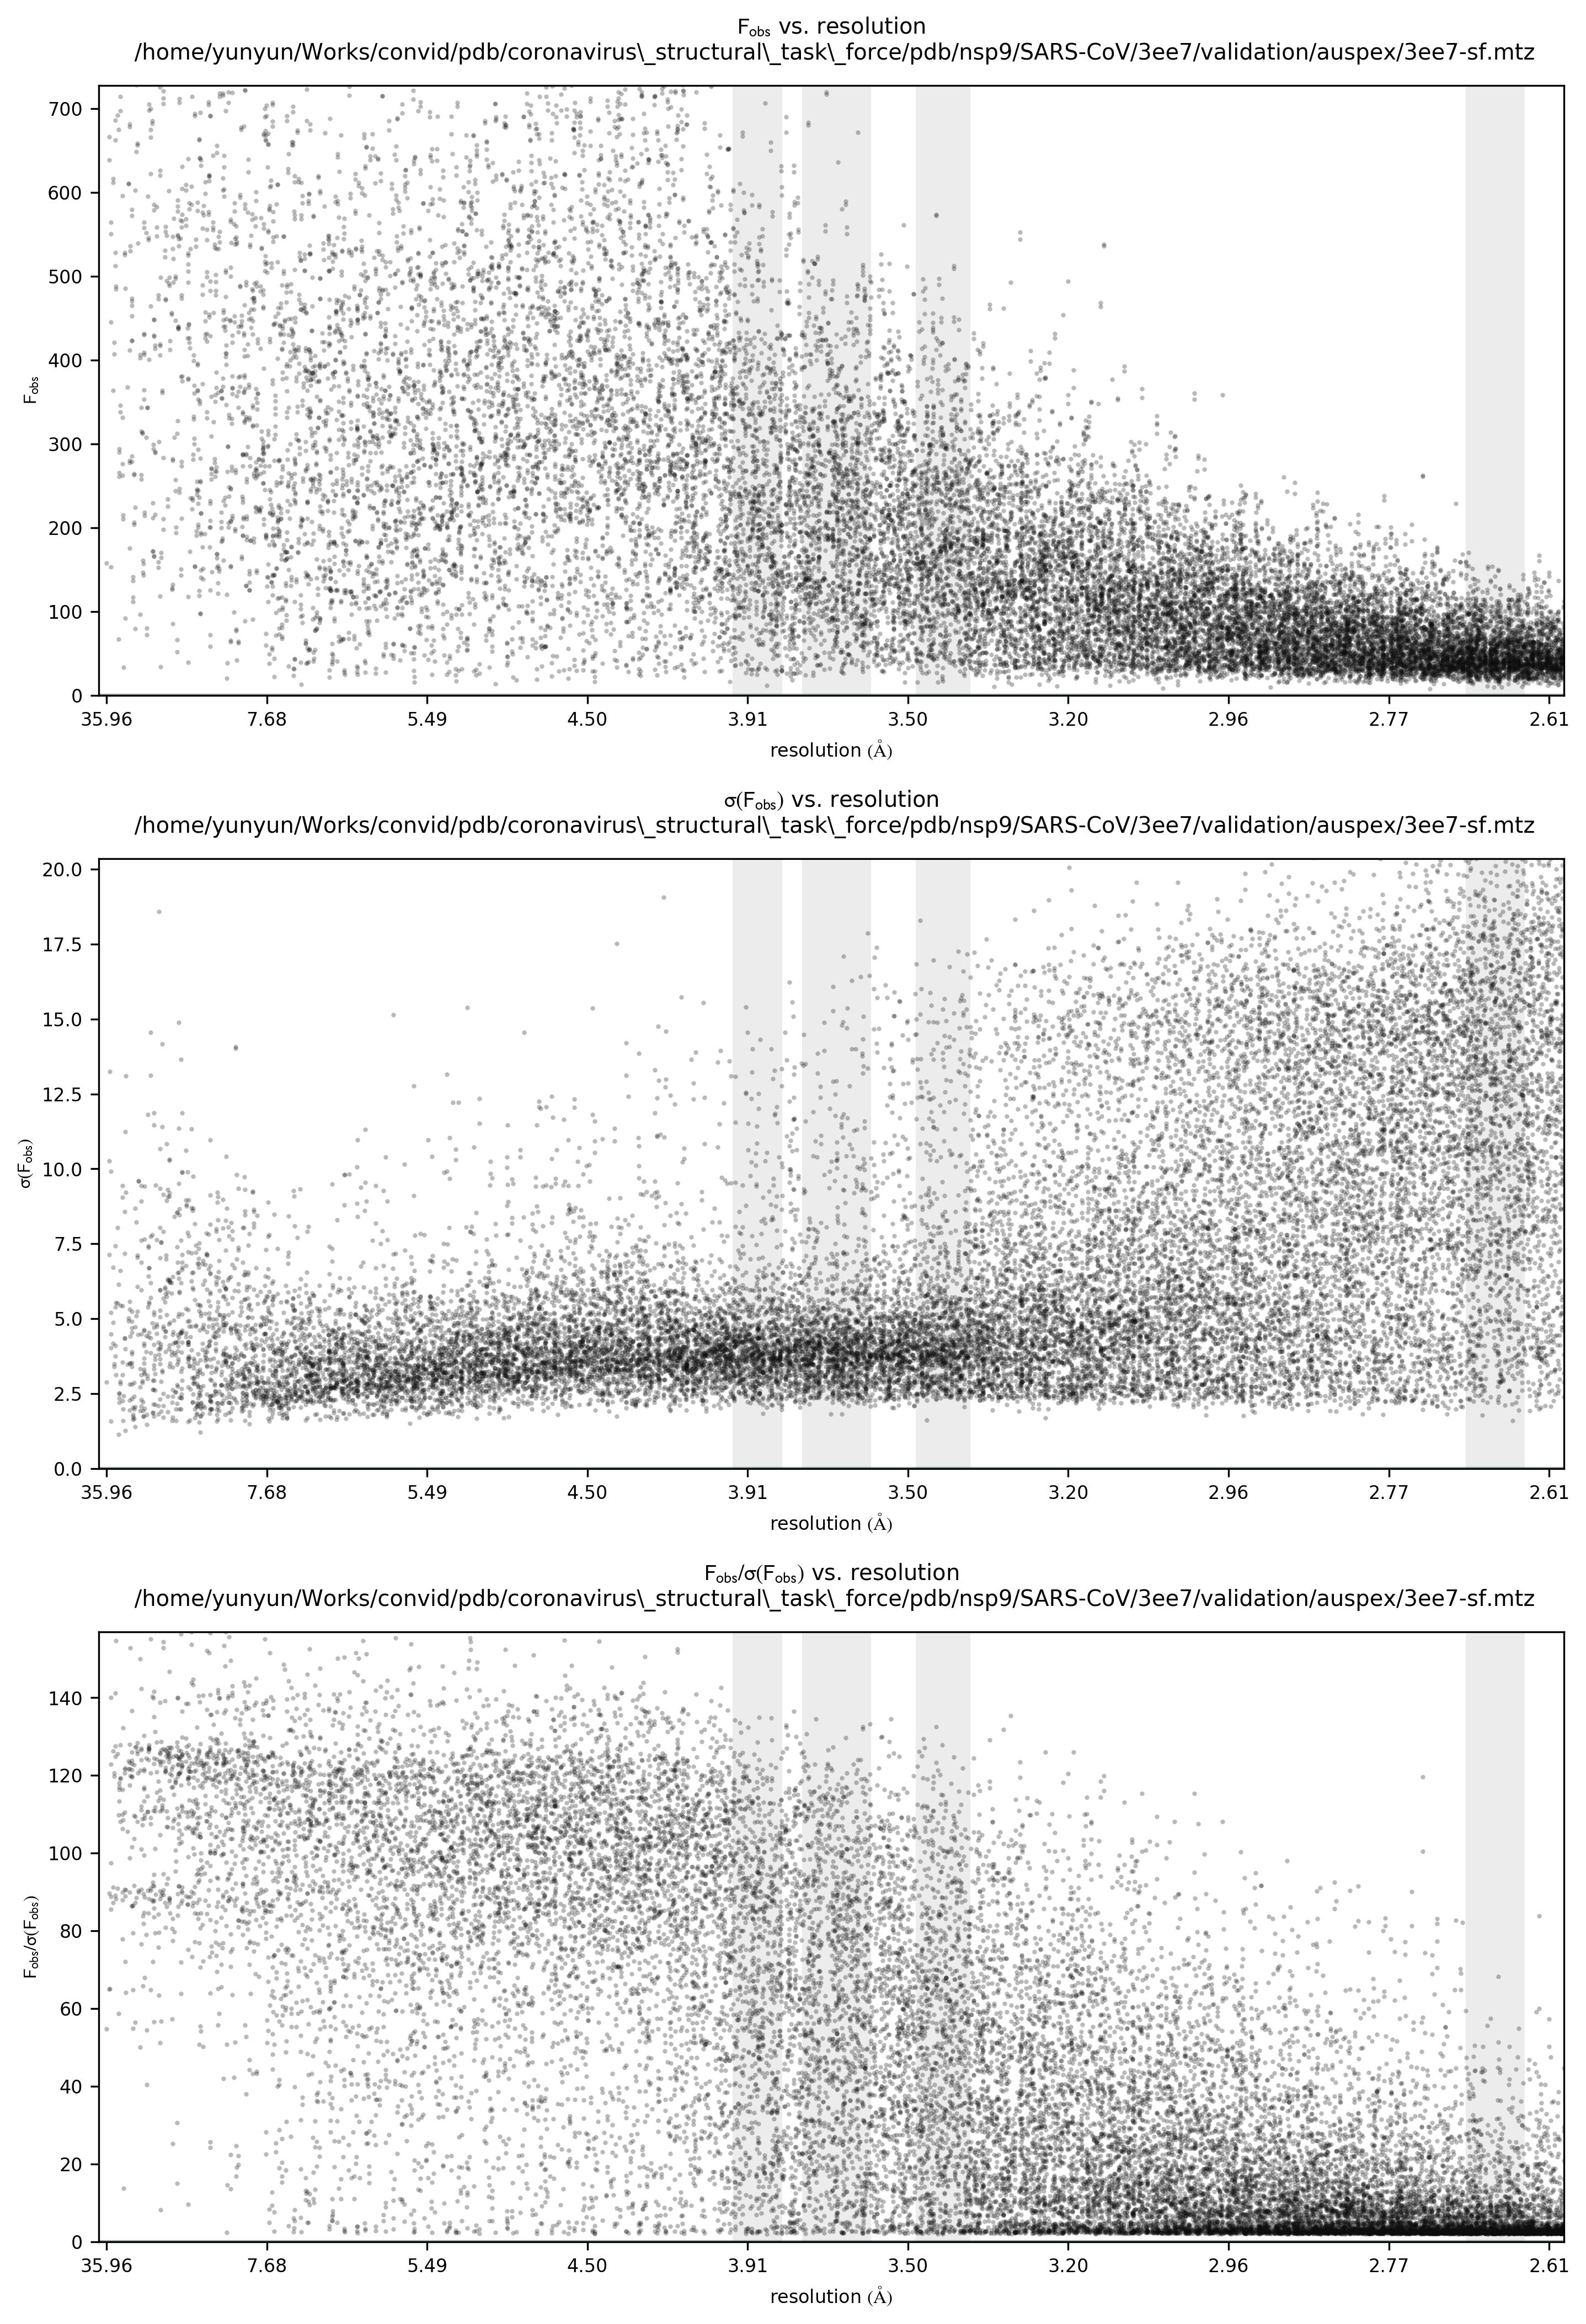 Fobs vs. resolution
/home/yunyun/Works/convid/pdb/coronavirus\_structural\_task\_force/pdb/nsp9/SARS-CoV/3ee7/validation/auspex/3ee7-sf.mtz
700
600
500
400
300
200
100
0
Fobs
35.96 7.68 5.49 4.50 3.91 3.50 3.20 2.96 2.77 2.61
resolution (Å)
σ(Fobs) vs. resolution
/home/yunyun/Works/convid/pdb/coronavirus\_structural\_task\_force/pdb/nsp9/SARS-CoV/3ee7/validation/auspex/3ee7-sf.mtz
20.0
17.5
15.0
12.5
10.0
7.5
5.0
2.5
0.0
σ(Fobs)
35.96 7.68 5.49 4.50 3.91 3.50 3.20 2.96 2.77 2.61
resolution (Å)
Fobs/σ(Fobs) vs. resolution
/home/yunyun/Works/convid/pdb/coronavirus\_structural\_task\_force/pdb/nsp9/SARS-CoV/3ee7/validation/auspex/3ee7-sf.mtz
140
120
100
80
60
40
20
0
Fobs/σ(Fobs)
35.96 7.68 5.49 4.50 3.91 3.50 3.20 2.96 2.77 2.61
resolution (Å)